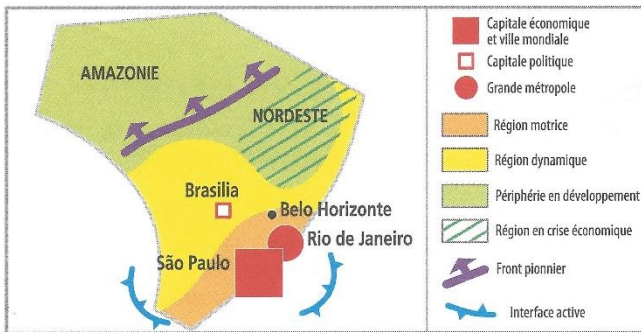 AMAZONIE
NORDESTE
Brasilia
Belo Horizonte
Rio de Janeiro
São Paulo
Capitale économique
et ville mondiale
Capitale politique
Grande métropole
Région motrice
Région dynamique
Périphérie en développement
Région en crise économique
Front pionnier
Interface active